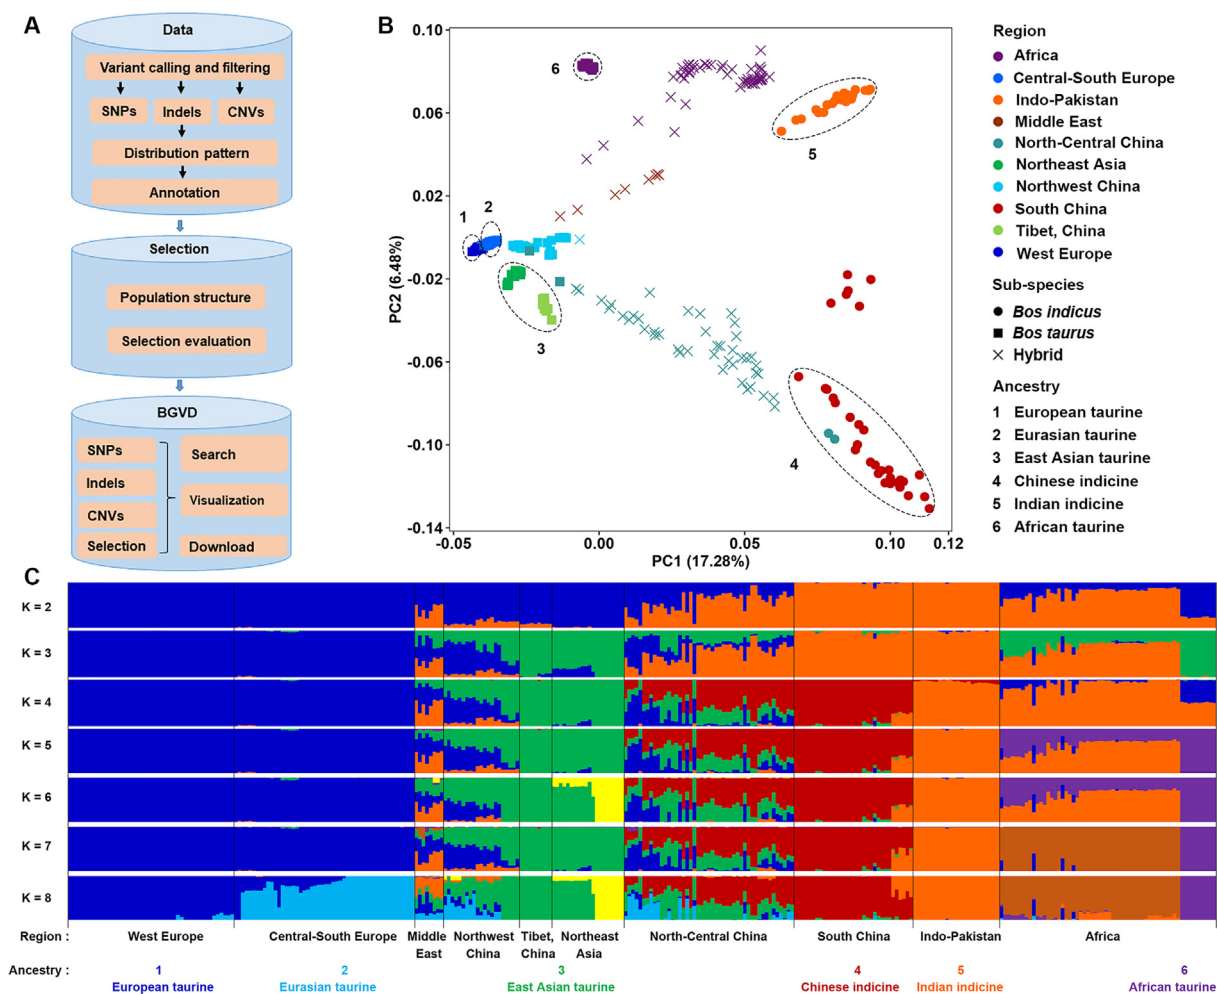 A
Data
Variant calling and filtering
SNPs
Indels
CNVs
Distribution pattern
Annotation
Selection
Population structure
Selection evaluation
BGVD
SNPs
Indels
CNVs
Selection
Search
Visualization
Download
B
0.10
0.06
0.02
-0.02
-0.06
-0.10
-0.14
PC2 (6.48%)
-0.05
0.00
0.05
0.10
0.12
PC1 (17.28%)
6
5
1
2
3
4
Region
Africa
Central-South Europe
Indo-Pakistan
Middle East
North-Central China
Northeast Asia
Northwest China
South China
Tibet, China
West Europe
Sub-species
Bos indicus
Bos taurus
Hybrid
Ancestry
1 European taurine
2 Eurasian taurine
3 East Asian taurine
4 Chinese indicine
5 Indian indicine
6 African taurine
C
K = 2
K = 3
K = 4
K = 5
K = 6
K = 7
K = 8
Region :
West Europe
Central-South Europe
Middle
East
Northwest
China
Tibet,
China
Northeast
Asia
North-Central China
South China
Indo-Pakistan
Africa
Ancestry :
1
European taurine
2
Eurasian taurine
3
East Asian taurine
4
Chinese indicine
5
Indian indicine
6
African taurine